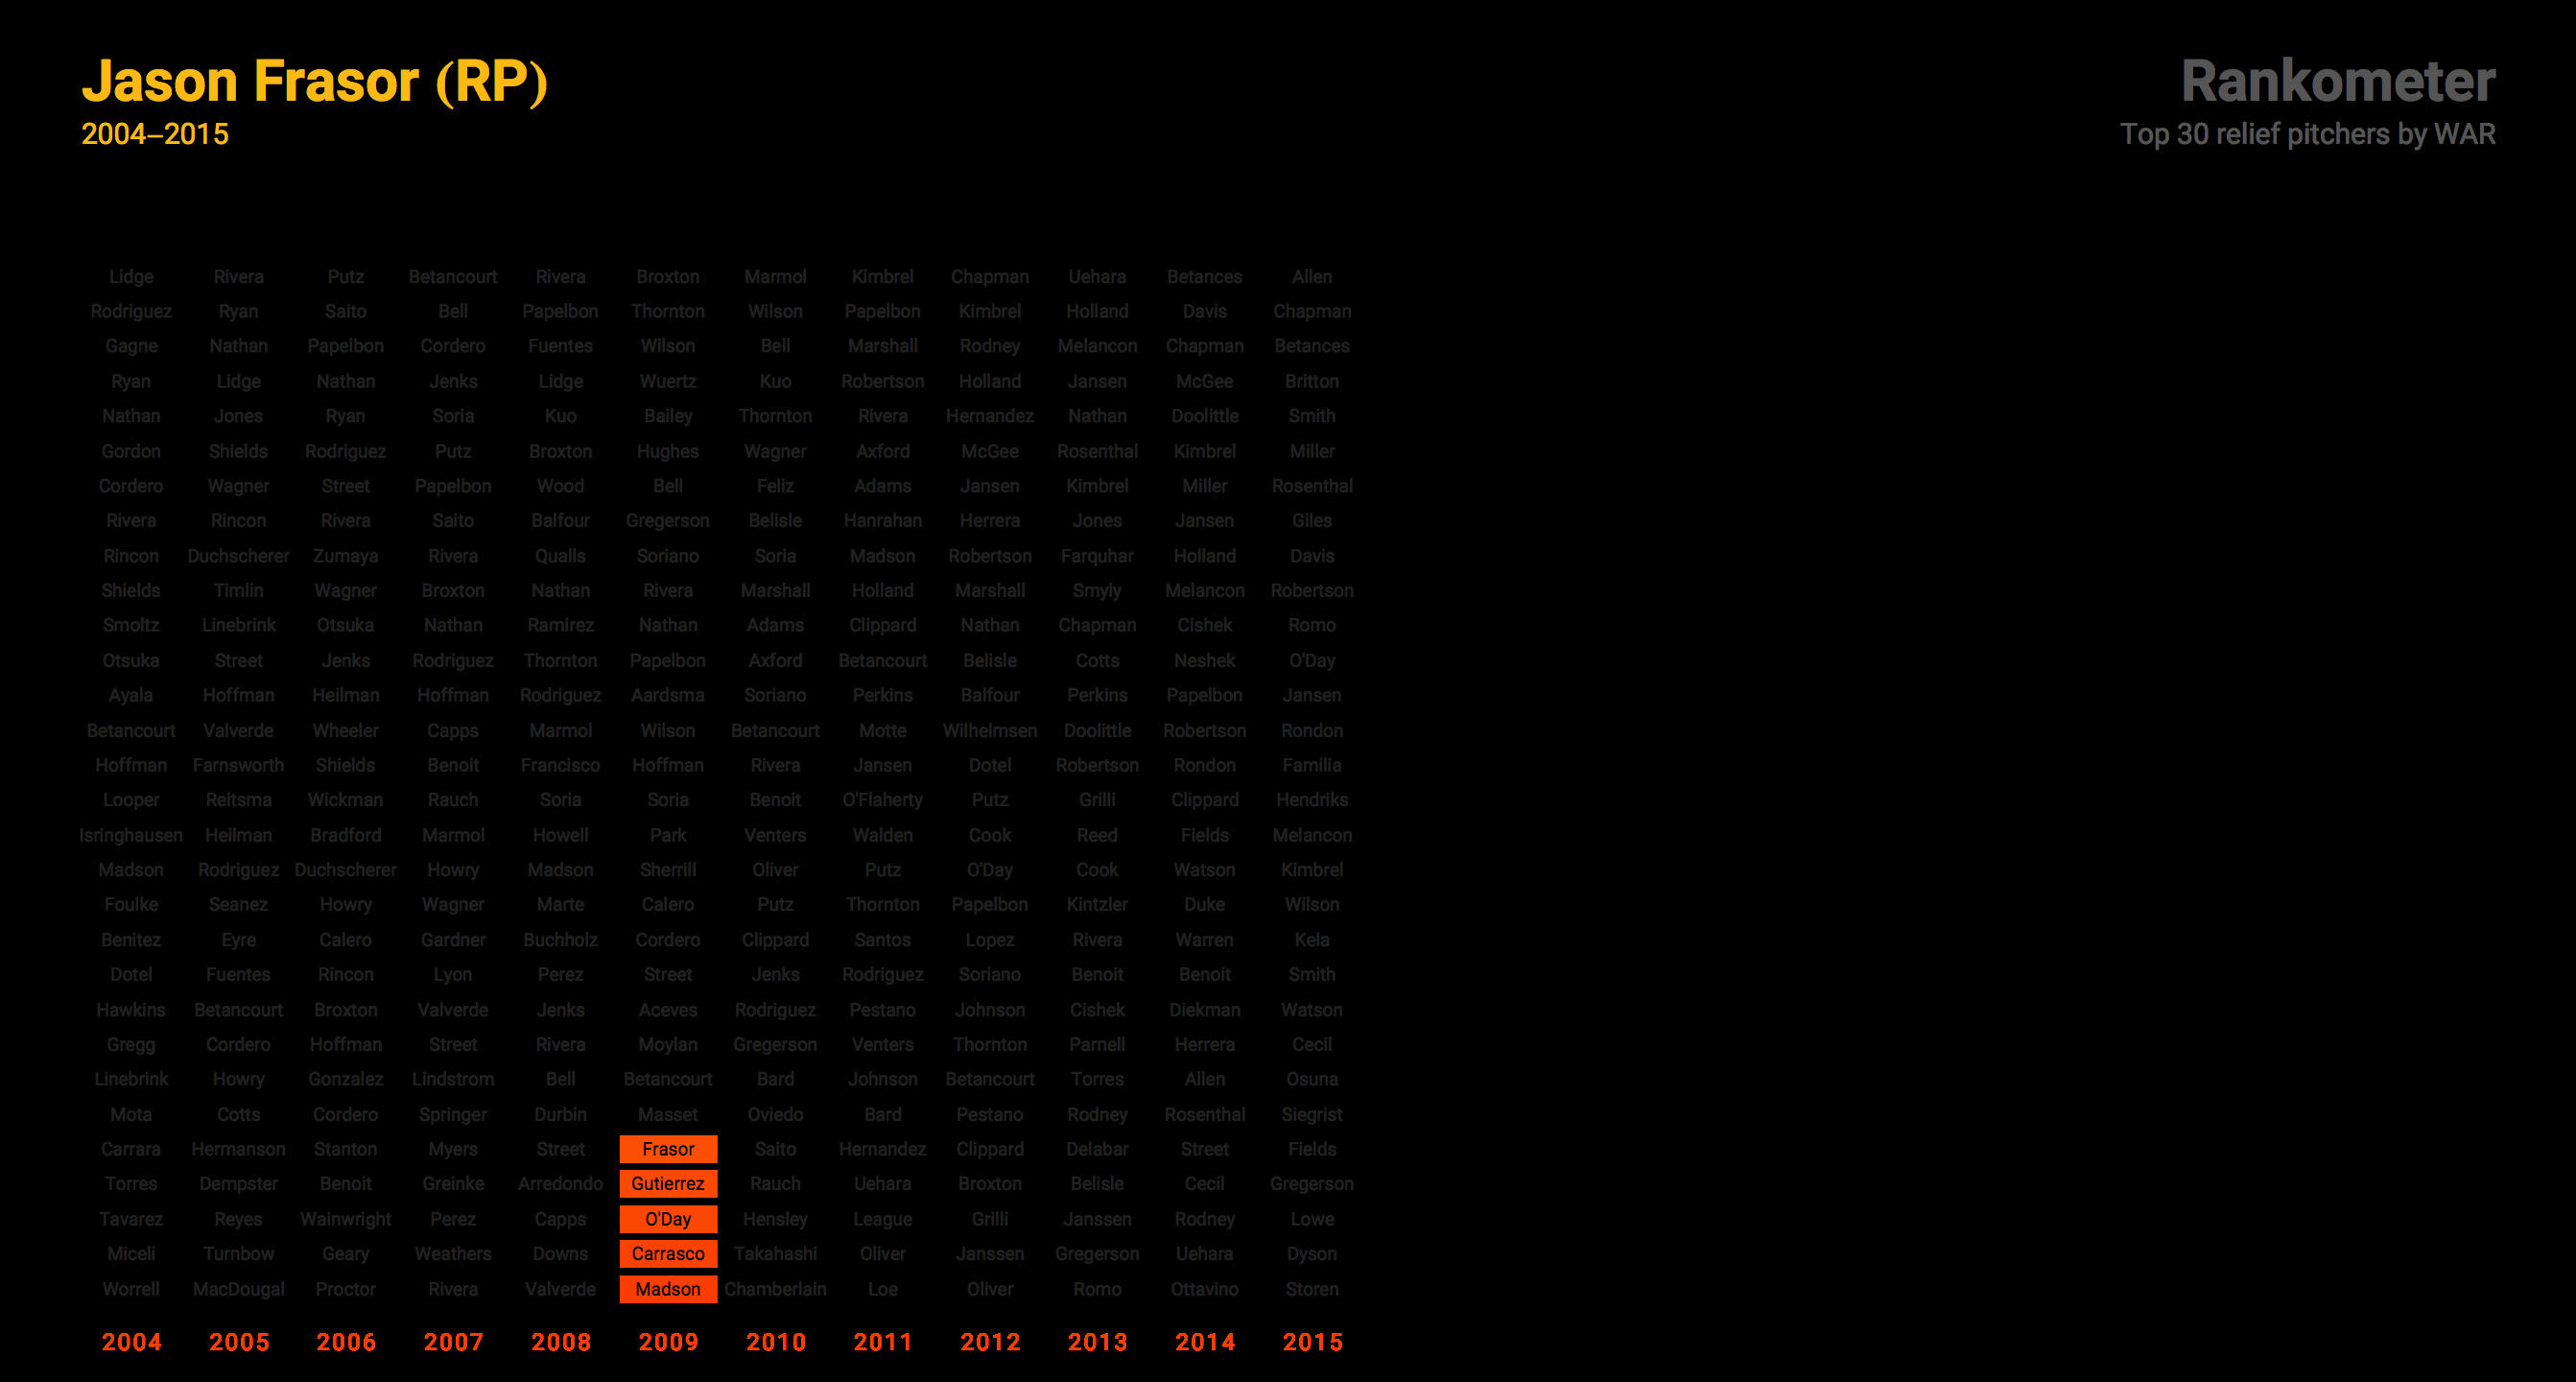 Jason Frasor (RP)
2004–2015
Rankometer
Top 30 relief pitchers by WAR
Lidge Rivera Putz Betancourt Rivera Broxton Marmol Kimbrel Chapman Uehara Betances Allen
Rodriguez Ryan Saito Bell Papelbon Thornton Wilson Papelbon Kimbrel Holland Davis Chapman
Gagne Nathan Papelbon Cordero Fuentes Wilson Bell Marshall Rodney Melancon Chapman Betances
Ryan Lidge Nathan Jenks Lidge Wuertz Kuo Robertson Holland Jansen McGee Britton
Nathan Jones Ryan Soria Kuo Bailey Thornton Rivera Hernandez Nathan Doolittle Smith
Gordon Shields Rodriguez Putz Broxton Hughes Wagner Axford McGee Rosenthal Kimbrel Miller
Cordero Wagner Street Papelbon Wood Bell Feliz Adams Jansen Kimbrel Miller Rosenthal
Rivera Rincon Rivera Saito Balfour Gregerson Belisle Hanrahan Herrera Jones Jansen Giles
Rincon Duchscherer Zumaya Rivera Qualls Soriano Soria Madson Robertson Farquhar Holland Davis
Shields Timlin Wagner Broxton Nathan Rivera Marshall Holland Marshall Smyly Melancon Robertson
Smoltz Linebrink Otsuka Nathan Ramirez Nathan Adams Clippard Nathan Chapman Cishek Romo
Otsuka Street Jenks Rodriguez Thornton Papelbon Axford Betancourt Belisle Cotts Neshek O'Day
Ayala Hoffman Heilman Hoffman Rodriguez Aardsma Soriano Perkins Balfour Perkins Papelbon Jansen
Betancourt Valverde Wheeler Capps Marmol Wilson Betancourt Motte Wilhelmsen Doolittle Robertson Rondon
Hoffman Farnsworth Shields Benoit Francisco Hoffman Rivera Jansen Dotel Robertson Rondon Familia
Looper Reitsma Wickman Rauch Soria Soria Benoit O'Flaherty Putz Grilli Clippard Hendriks
Isringhausen Heilman Bradford Marmol Howell Park Venters Walden Cook Reed Fields Melancon
Madson Rodriguez Duchscherer Howry Madson Sherrill Oliver Putz O'Day Cook Watson Kimbrel
Foulke Seanez Howry Wagner Marte Calero Putz Thornton Papelbon Kintzler Duke Wilson
Benitez Eyre Calero Gardner Buchholz Cordero Clippard Santos Lopez Rivera Warren Kela
Dotel Fuentes Rincon Lyon Perez Street Jenks Rodriguez Soriano Benoit Benoit Smith
Hawkins Betancourt Broxton Valverde Jenks Aceves Rodriguez Pestano Johnson Cishek Diekman Watson
Gregg Cordero Hoffman Street Rivera Moylan Gregerson Venters Thornton Parnell Herrera Cecil
Linebrink Howry Gonzalez Lindstrom Bell Betancourt Bard Johnson Betancourt Torres Allen Osuna
Mota Cotts Cordero Springer Durbin Masset Oviedo Bard Pestano Rodney Rosenthal Siegrist
Carrara Hermanson Stanton Myers Street Frasor Saito Hernandez Clippard Delabar Street Fields
Torres Dempster Benoit Greinke Arredondo Gutierrez Rauch Uehara Broxton Belisle Cecil Gregerson
Tavarez Reyes Wainwright Perez Capps O'Day Hensley League Grilli Janssen Rodney Lowe
Miceli Turnbow Geary Weathers Downs Carrasco Takahashi Oliver Janssen Gregerson Uehara Dyson
Worrell MacDougal Proctor Rivera Valverde Madson Chamberlain Loe Oliver Romo Ottavino Storen
2004 2005 2006 2007 2008 2009 2010 2011 2012 2013 2014 2015